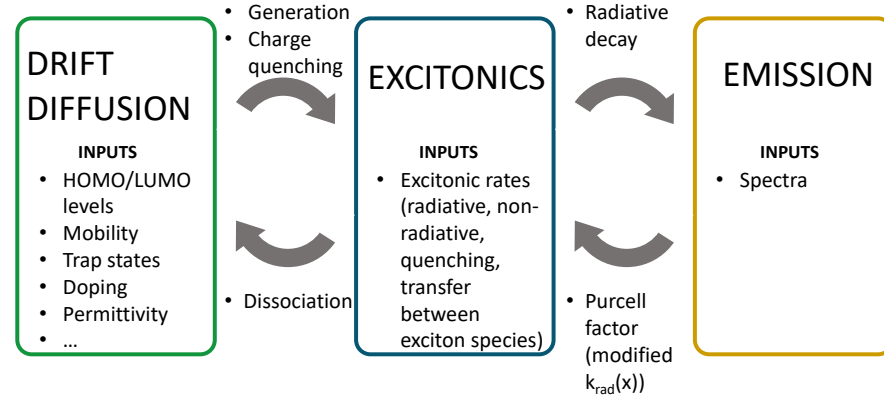 DRIFT
DIFFUSION
INPUTS
• HOMO/LUMO
levels
• Mobility
• Trap states
• Doping
• Permittivity
• ...
• Generation
• Charge
quenching
• Dissociation
EXCITONICS
INPUTS
• Excitonic rates
(radiative, non-
radiative,
quenching,
transfer
between
exciton species)
• Radiative
decay
• Purcell
factor
(modified
k_rad(x))
EMISSION
INPUTS
• Spectra